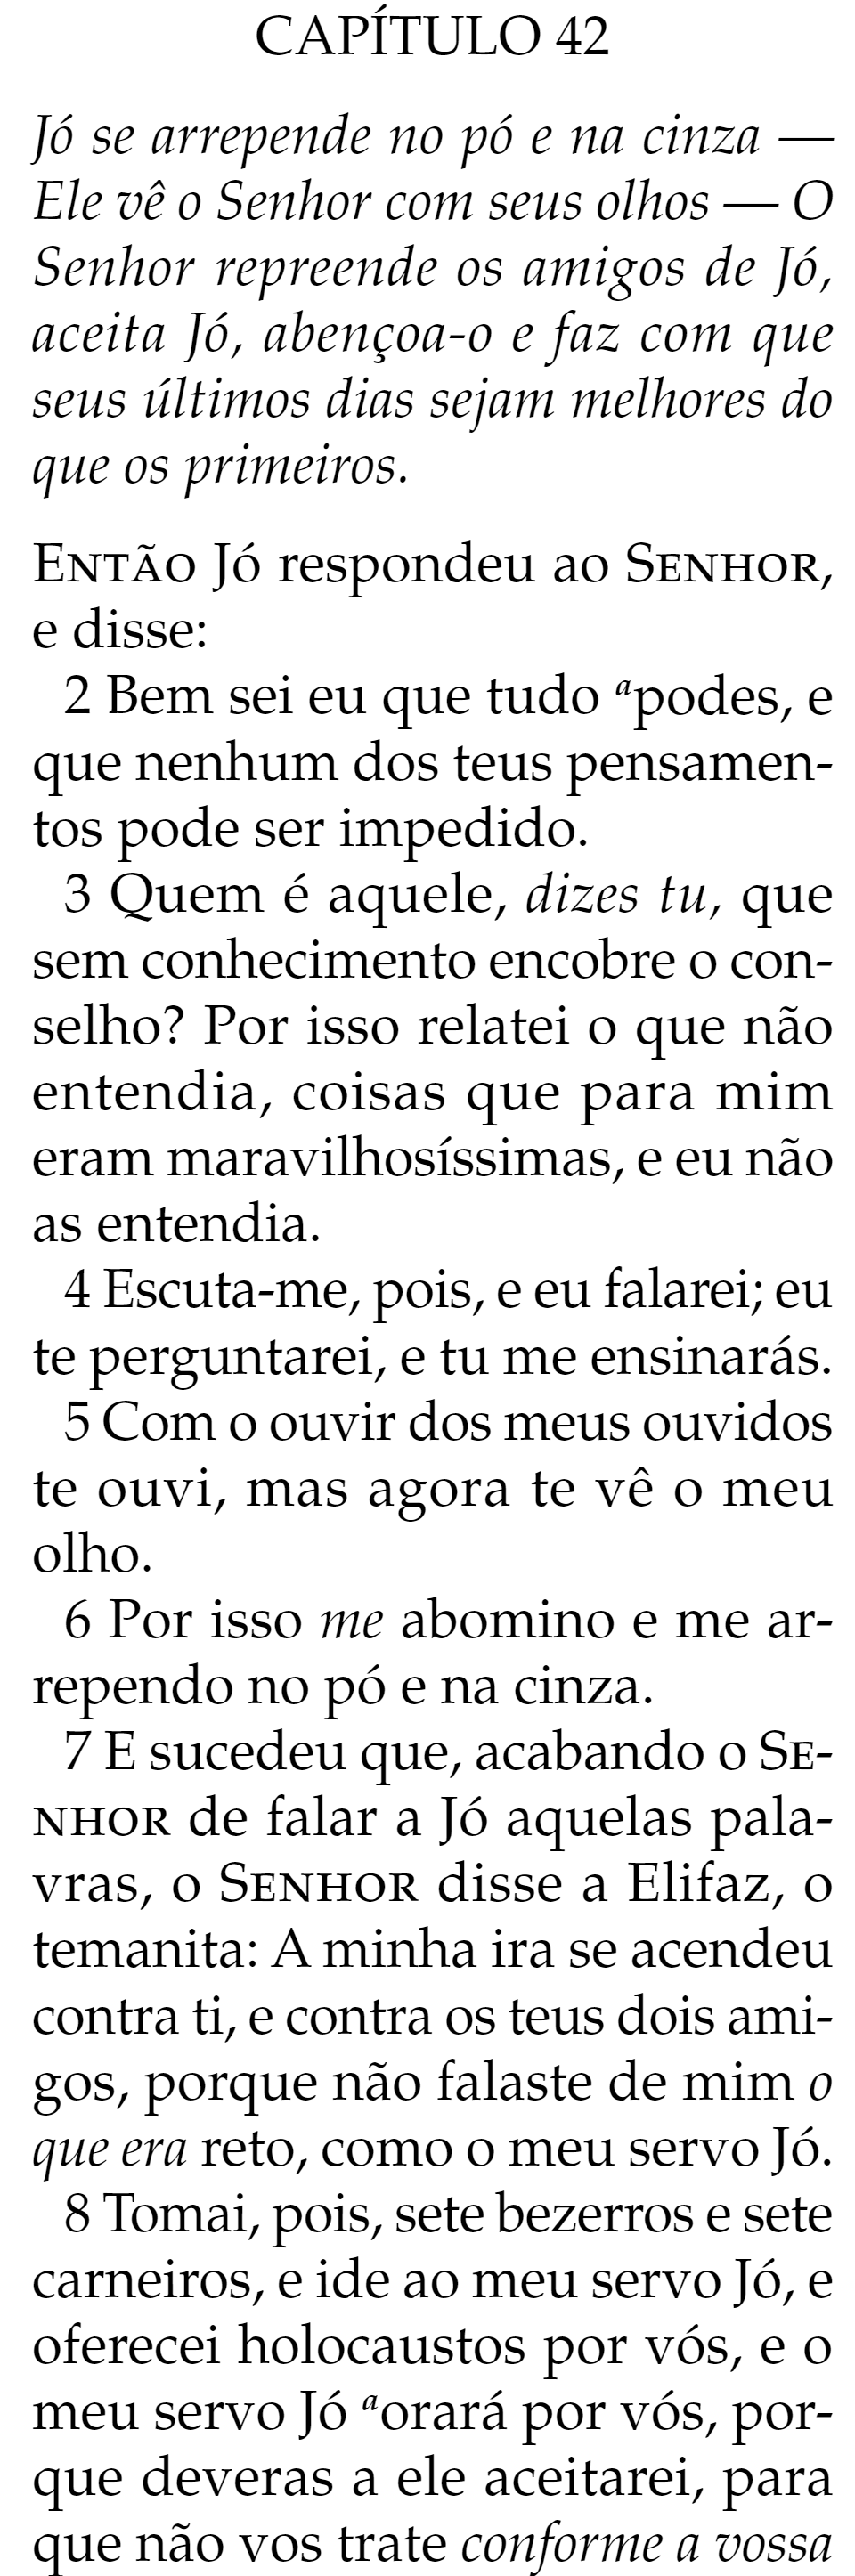 CAPÍTULO 42
Jó se arrepende no pó e na cinza —
Ele vê o Senhor com seus olhos — O
Senhor repreende os amigos de Jó,
aceita Jó, abençoa-o e faz com que
seus últimos dias sejam melhores do
que os primeiros.
Então Jó respondeu ao Senhor,
e disse:
2 Bem sei eu que tudo ᵃpodes, e
que nenhum dos teus pensamen-
tos pode ser impedido.
3 Quem é aquele, dizes tu, que
sem conhecimento encobre o con-
selho? Por isso relatei o que não
entendia, coisas que para mim
eram maravilhosíssimas, e eu não
as entendia.
4 Escuta-me, pois, e eu falarei; eu
te perguntarei, e tu me ensinarás.
5 Com o ouvir dos meus ouvidos
te ouvi, mas agora te vê o meu
olho.
6 Por isso me abomino e me ar-
rependo no pó e na cinza.
7 E sucedeu que, acabando o Se-
nhor de falar a Jó aquelas pala-
vras, o Senhor disse a Elifaz, o
temanita: A minha ira se acendeu
contra ti, e contra os teus dois ami-
gos, porque não falaste de mim o
que era reto, como o meu servo Jó.
8 Tomai, pois, sete bezerros e sete
carneiros, e ide ao meu servo Jó, e
oferecei holocaustos por vós, e o
meu servo Jó ᵃorará por vós, por-
que deveras a ele aceitarei, para
que não vos trate conforme a vossa